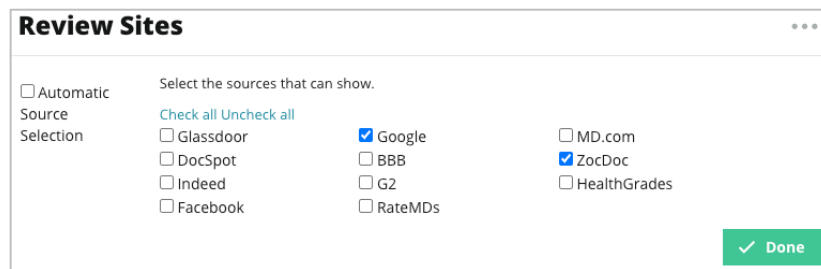 Review Sites
Automatic Source Selection
Select the sources that can show.
Check all Uncheck all
Glassdoor Google MD.com
DocSpot BBB ZocDoc
Indeed G2 HealthGrades
Facebook RateMDs
Done